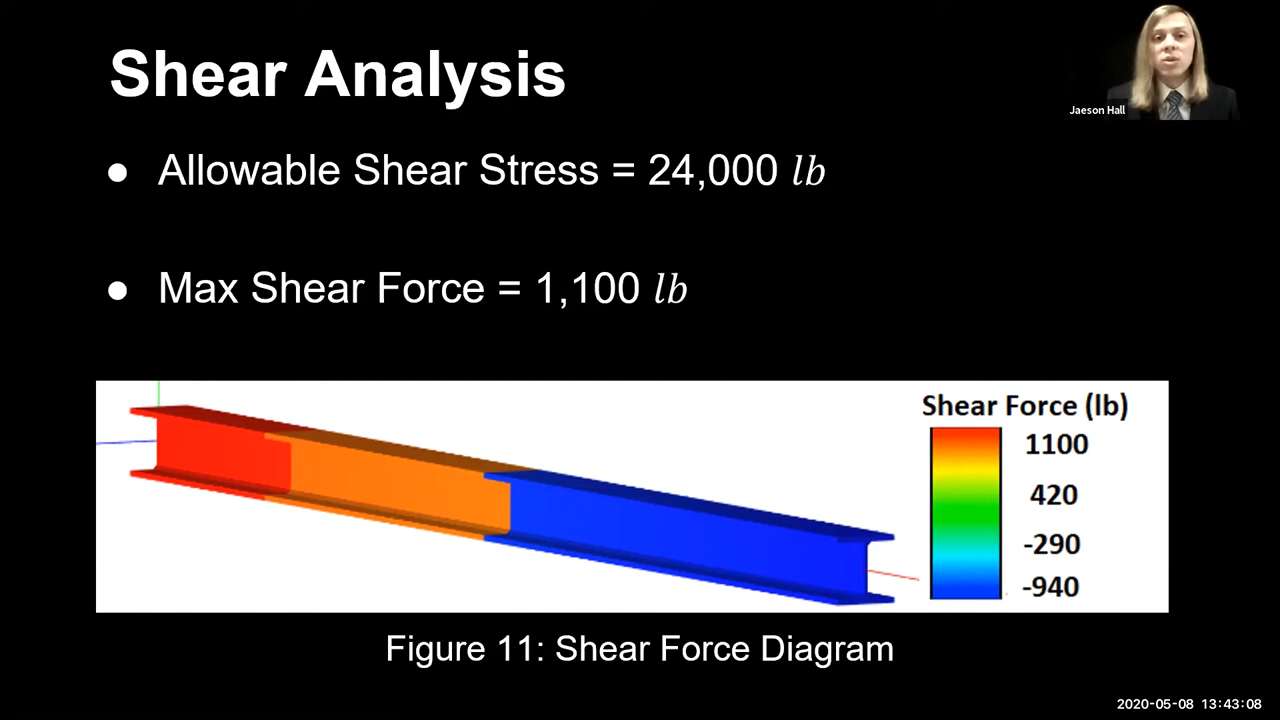 Shear Analysis
Jaeson Hall
● Allowable Shear Stress = 24,000 lb
● Max Shear Force = 1,100 lb
Shear Force (lb)
1100
420
-290
-940
Figure 11: Shear Force Diagram
2020-05-08 13:43:08